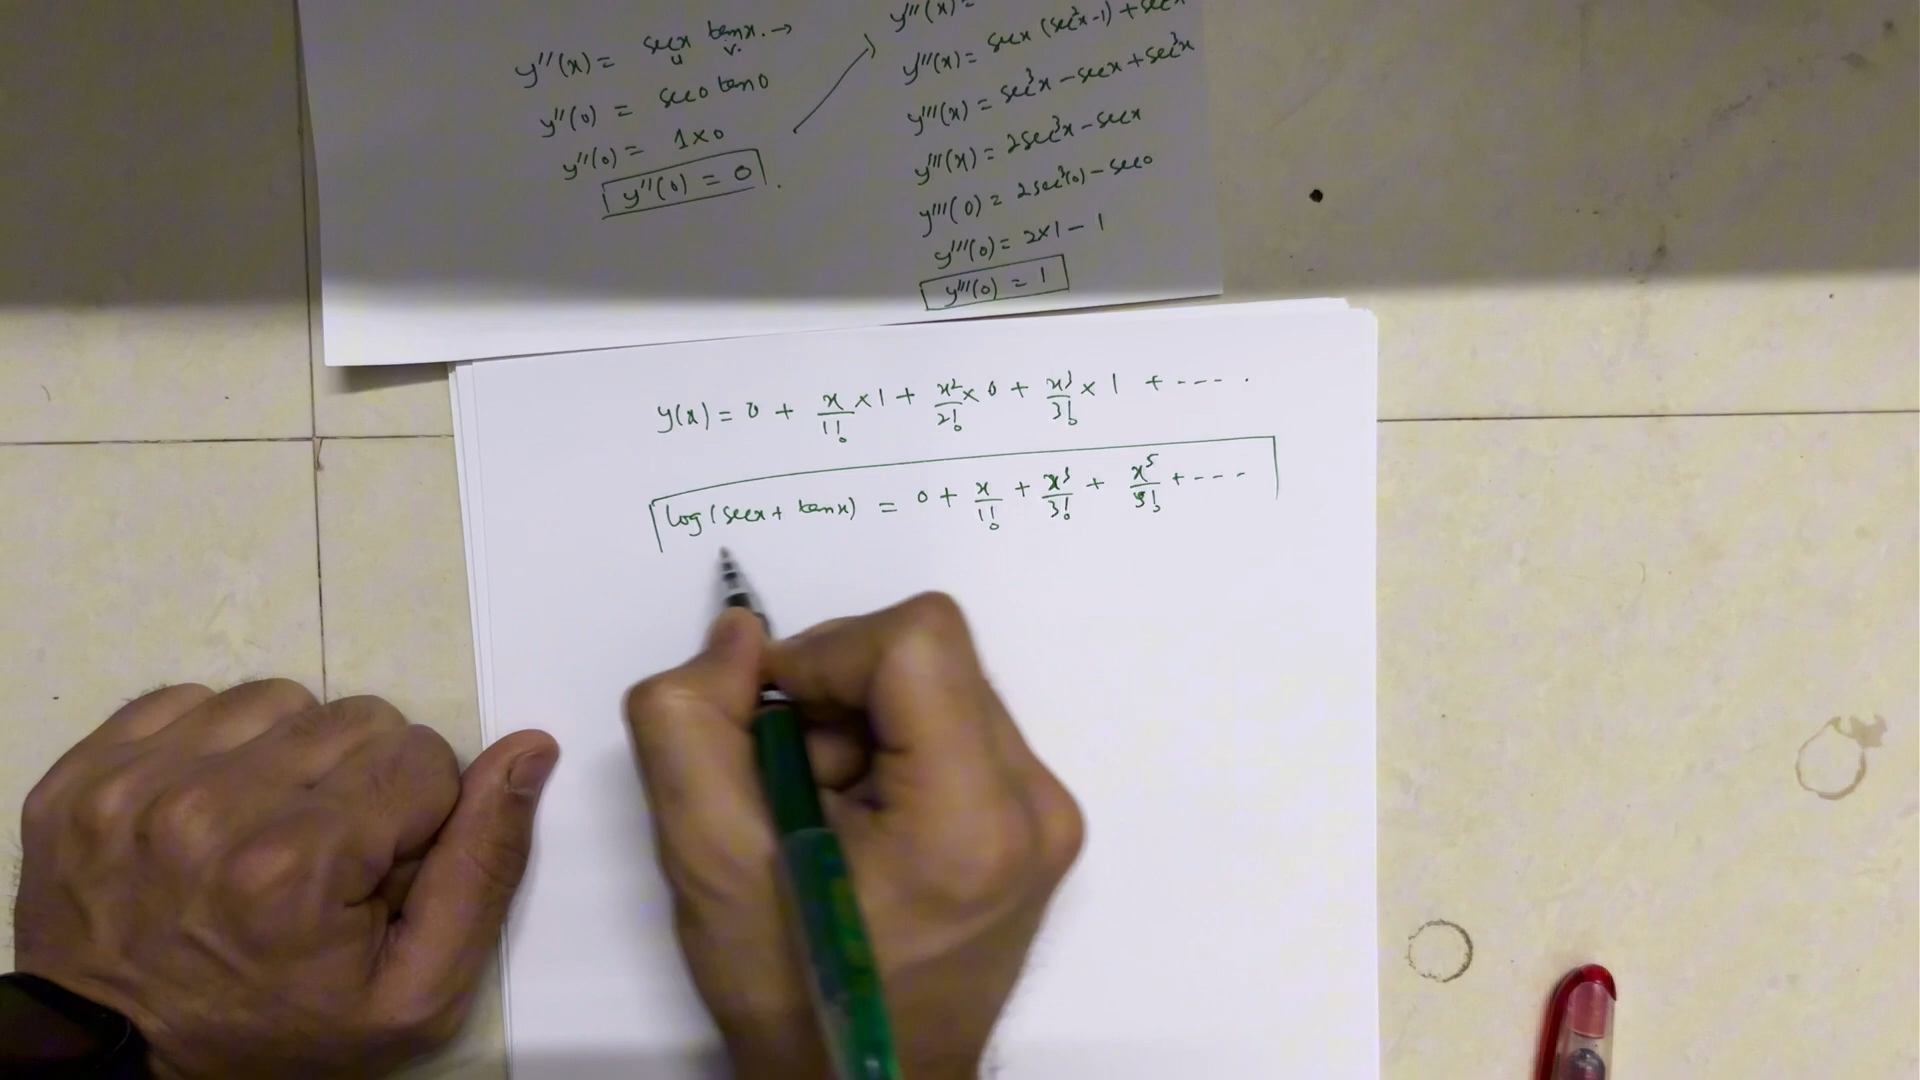 y''(x) = secx tanx. →
u v.
y''(0) = sec0 tan0
y''(0) = 1×0
y''(0) = 0 .
y'''(x) =
y'''(x) = secx (sec²x-1) + sec³x
y'''(x) = sec³x - secx + sec³x
y'''(x) = 2sec³x - secx
y'''(0) = 2sec³(0) - sec0
y'''(0) = 2×1 - 1
y'''(0) = 1
y(x) = 0 + x/1! ×1 + x²/2! × 0 + x³/3! × 1 + ---- .
log(secx + tanx) = 0 + x/1! + x³/3! + x⁵/5! + ----